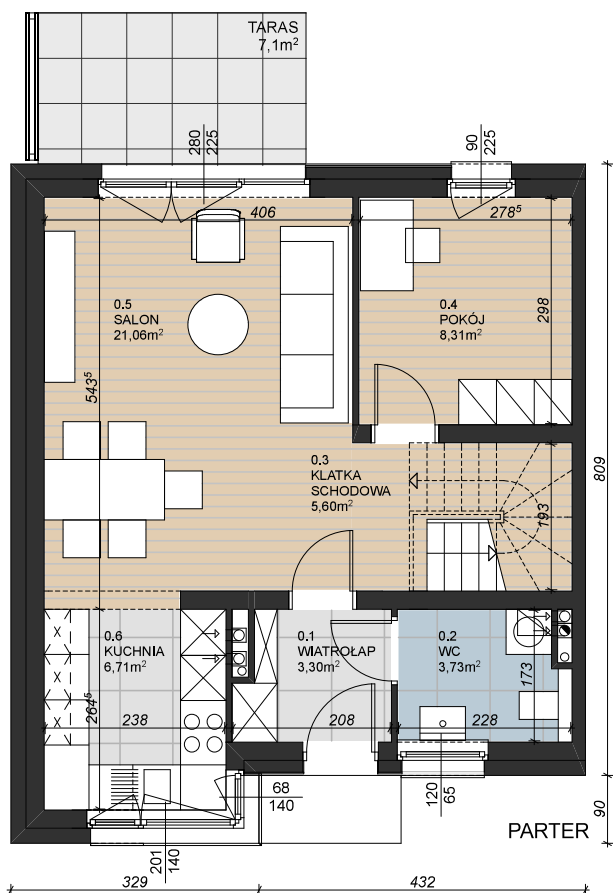 TARAS
7,1m²
280
225
90
225
406
278⁵
0.5
SALON
21,06m²
0.4
POKÓJ
8,31m²
298
543⁵
809
0.3
KLATKA
SCHODOWA
5,60m²
193
0.6
KUCHNIA
6,71m²
0.1
WIATROŁAP
3,30m²
0.2
WC
3,73m²
173
264⁵
238
208
228
68
140
120
65
90
PARTER
201
140
329
432